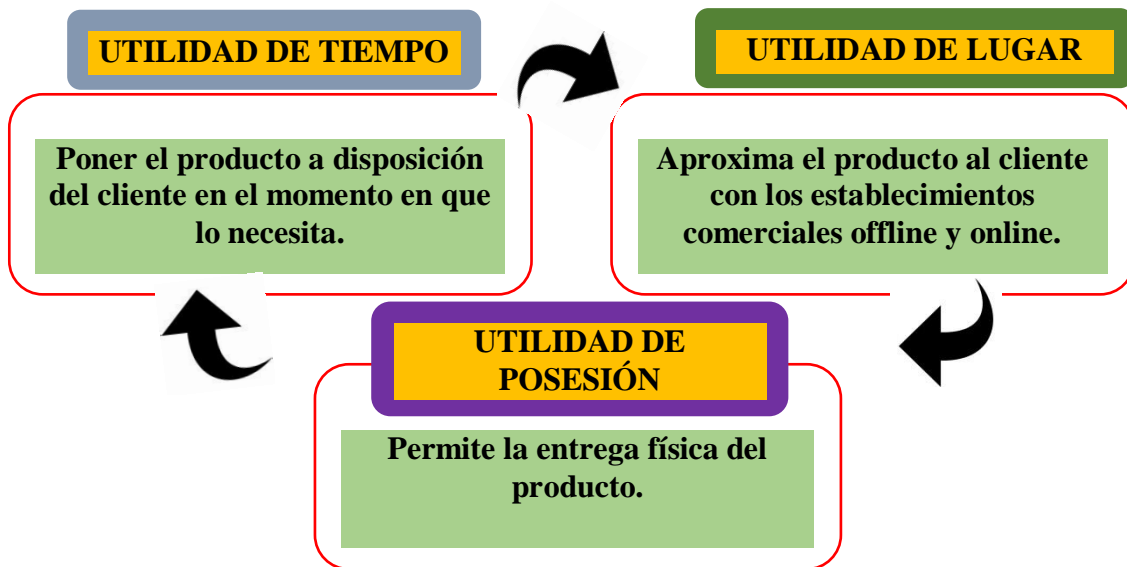 UTILIDAD DE TIEMPO
Poner el producto a disposición
del cliente en el momento en que
lo necesita.
UTILIDAD DE LUGAR
Aproxima el producto al cliente
con los establecimientos
comerciales offline y online.
UTILIDAD DE
POSESIÓN
Permite la entrega física del
producto.